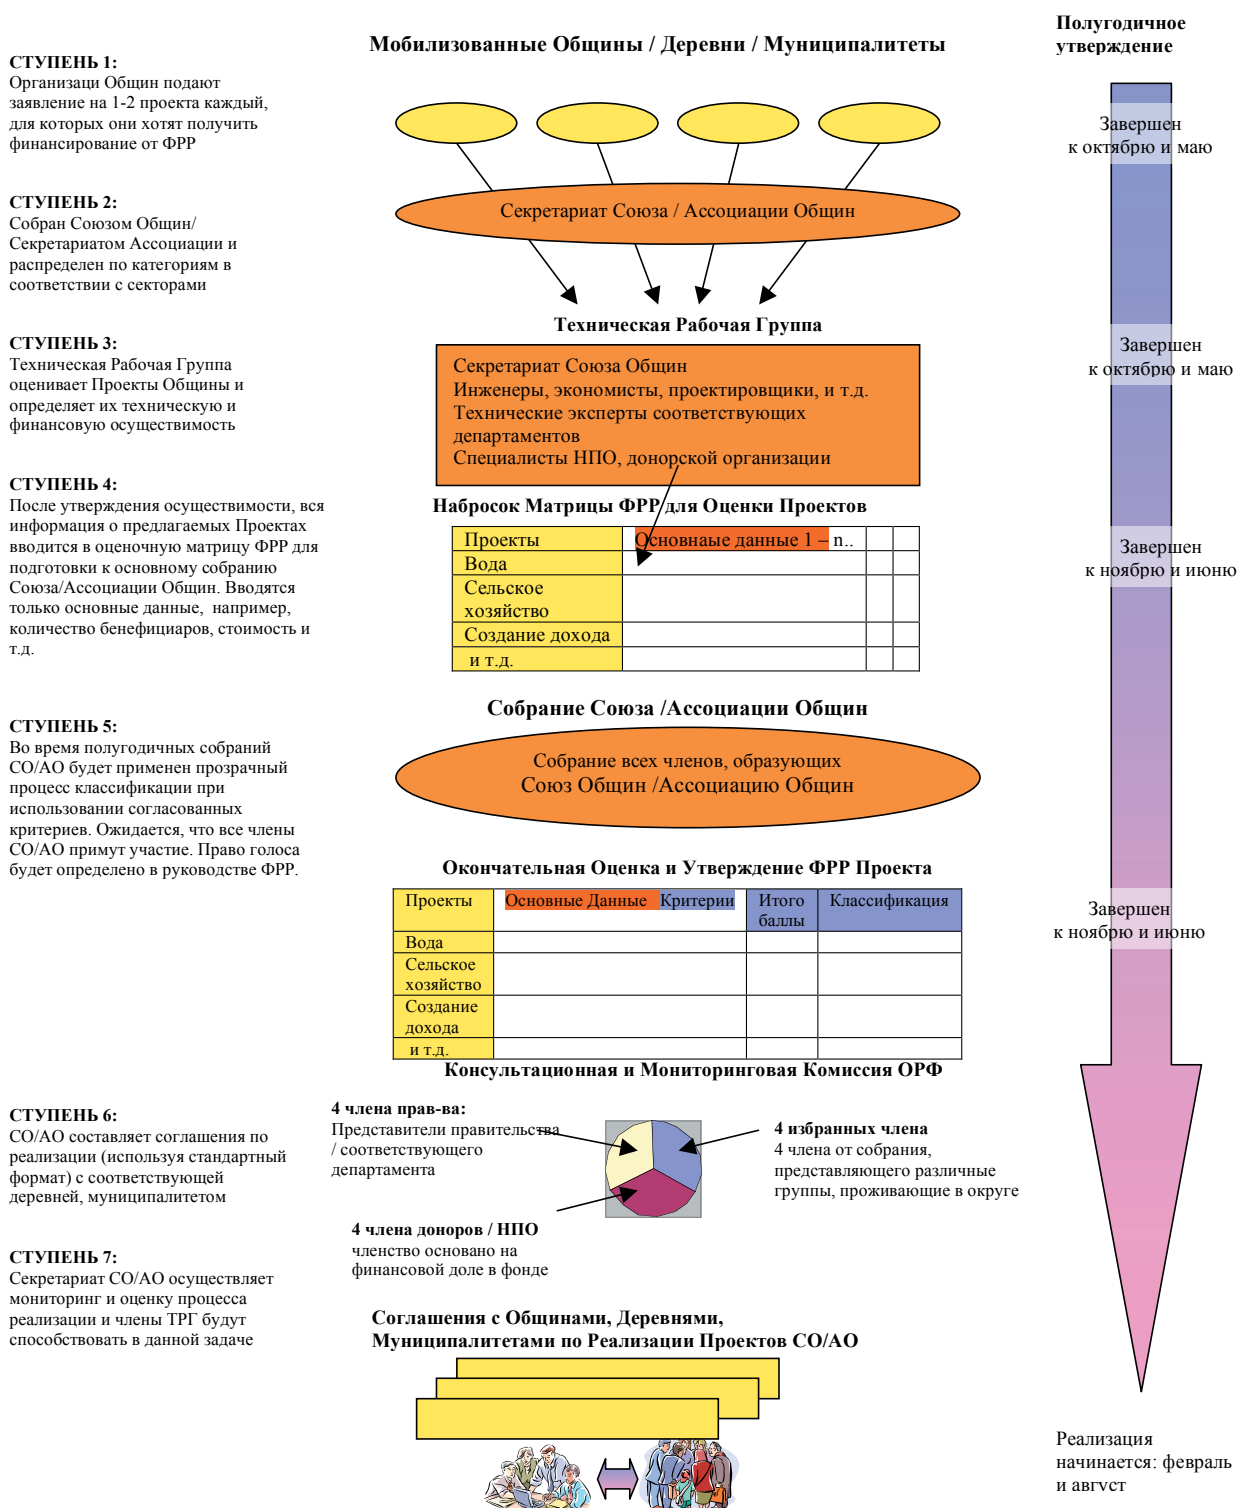 Полугодичное
утверждение
Мобилизованные Общины / Деревни / Муниципалитеты
СТУПЕНЬ 1:
Организаци Общин подают
заявление на 1-2 проекта каждый,
для которых они хотят получить
финансирование от ФРР
Завершен
к октябрю и маю
СТУПЕНЬ 2:
Собран Союзом Общин/
Секретариатом Ассоциации и
распределен по категориям в
соответствии с секторами
Секретариат Союза / Ассоциации Общин
СТУПЕНЬ 3:
Техническая Рабочая Группа
оценивает Проекты Общины и
определяет их техническую и
финансовую осуществимость
Техническая Рабочая Группа
Секретариат Союза Общин
Инженеры, экономисты, проектировщики, и т.д.
Технические эксперты соответствующих
департаментов
Специалисты НПО, донорской организации
Завершен
к октябрю и маю
СТУПЕНЬ 4:
После утверждения осуществимости, вся
информация о предлагаемых Проектах
вводится в оценочную матрицу ФРР для
подготовки к основному собранию
Союза/Ассоциации Общин. Вводятся
только основные данные, например,
количество бенефициаров, стоимость и
т.д.
Набросок Матрицы ФРР для Оценки Проектов
Проекты Основнаые данные 1 – n..
Вода
Сельское
хозяйство
Создание дохода
и т.д.
Завершен
к ноябрю и июню
СТУПЕНЬ 5:
Во время полугодичных собраний
СО/АО будет применен прозрачный
процесс классификации при
использовании согласованных
критериев. Ожидается, что все члены
СО/АО примут участие. Право голоса
будет определено в руководстве ФРР.
Собрание Союза /Ассоциации Общин
Собрание всех членов, образующих
Союз Общин /Ассоциацию Общин
Окончательная Оценка и Утверждение ФРР Проекта
Проекты Основные Данные Критерии Итого Классификация
баллы
Вода
Сельское
хозяйство
Создание
дохода
и т.д.
Завершен
к ноябрю и июню
Консультационная и Мониторинговая Комиссия ОРФ
СТУПЕНЬ 6:
СО/АО составляет соглашения по
реализации (используя стандартный
формат) с соответствующей
деревней, муниципалитетом
4 члена прав-ва:
Представители правительства
/ соответствующего
департамента
4 избранных члена
4 члена от собрания,
представляющего различные
группы, проживающие в округе
4 члена доноров / НПО
членство основано на
финансовой доле в фонде
СТУПЕНЬ 7:
Секретариат СО/АО осуществляет
мониторинг и оценку процесса
реализации и члены ТРГ будут
способствовать в данной задаче
Соглашения с Общинами, Деревнями,
Муниципалитетами по Реализации Проектов СО/АО
Реализация
начинается: февраль
и август